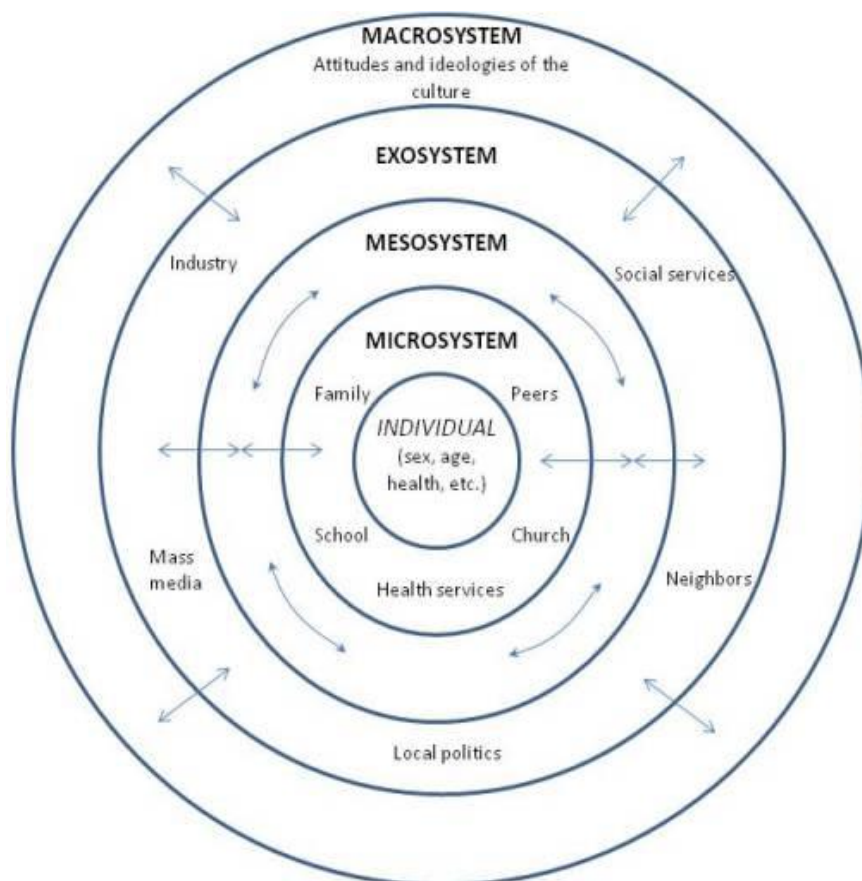 MACROSYSTEM
Attitudes and ideologies of the
culture
EXOSYSTEM
MESOSYSTEM
Industry
Social services
MICROSYSTEM
Family
Peers
INDIVIDUAL
(sex, age,
health, etc.)
School
Church
Mass
media
Neighbors
Health services
Local politics